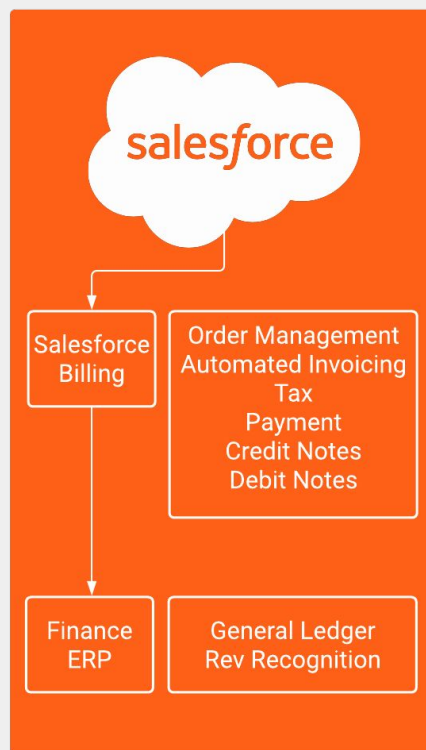 salesforce
Salesforce
Billing
Order Management
Automated Invoicing
Tax
Payment
Credit Notes
Debit Notes
Finance
ERP
General Ledger
Rev Recognition